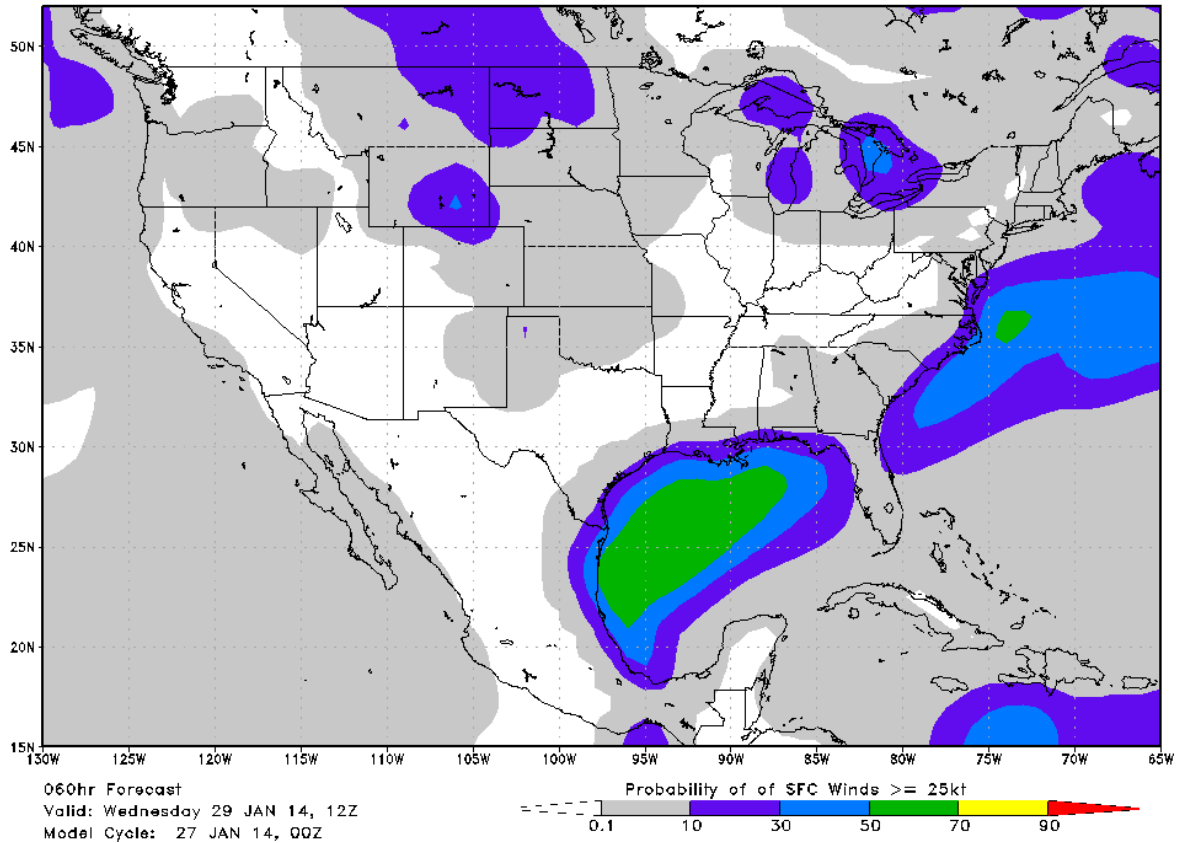 50N
45N
40N
35N
30N
25N
20N
15N
130W 125W 120W 115W 110W 105W 100W 95W 90W 85W 80W 75W 70W 65W
060hr Forecast
Valid: Wednesday 29 JAN 14, 12Z
Model Cycle: 27 JAN 14, 00Z
Probability of of SFC Winds >= 25kt
0.1 10 30 50 70 90